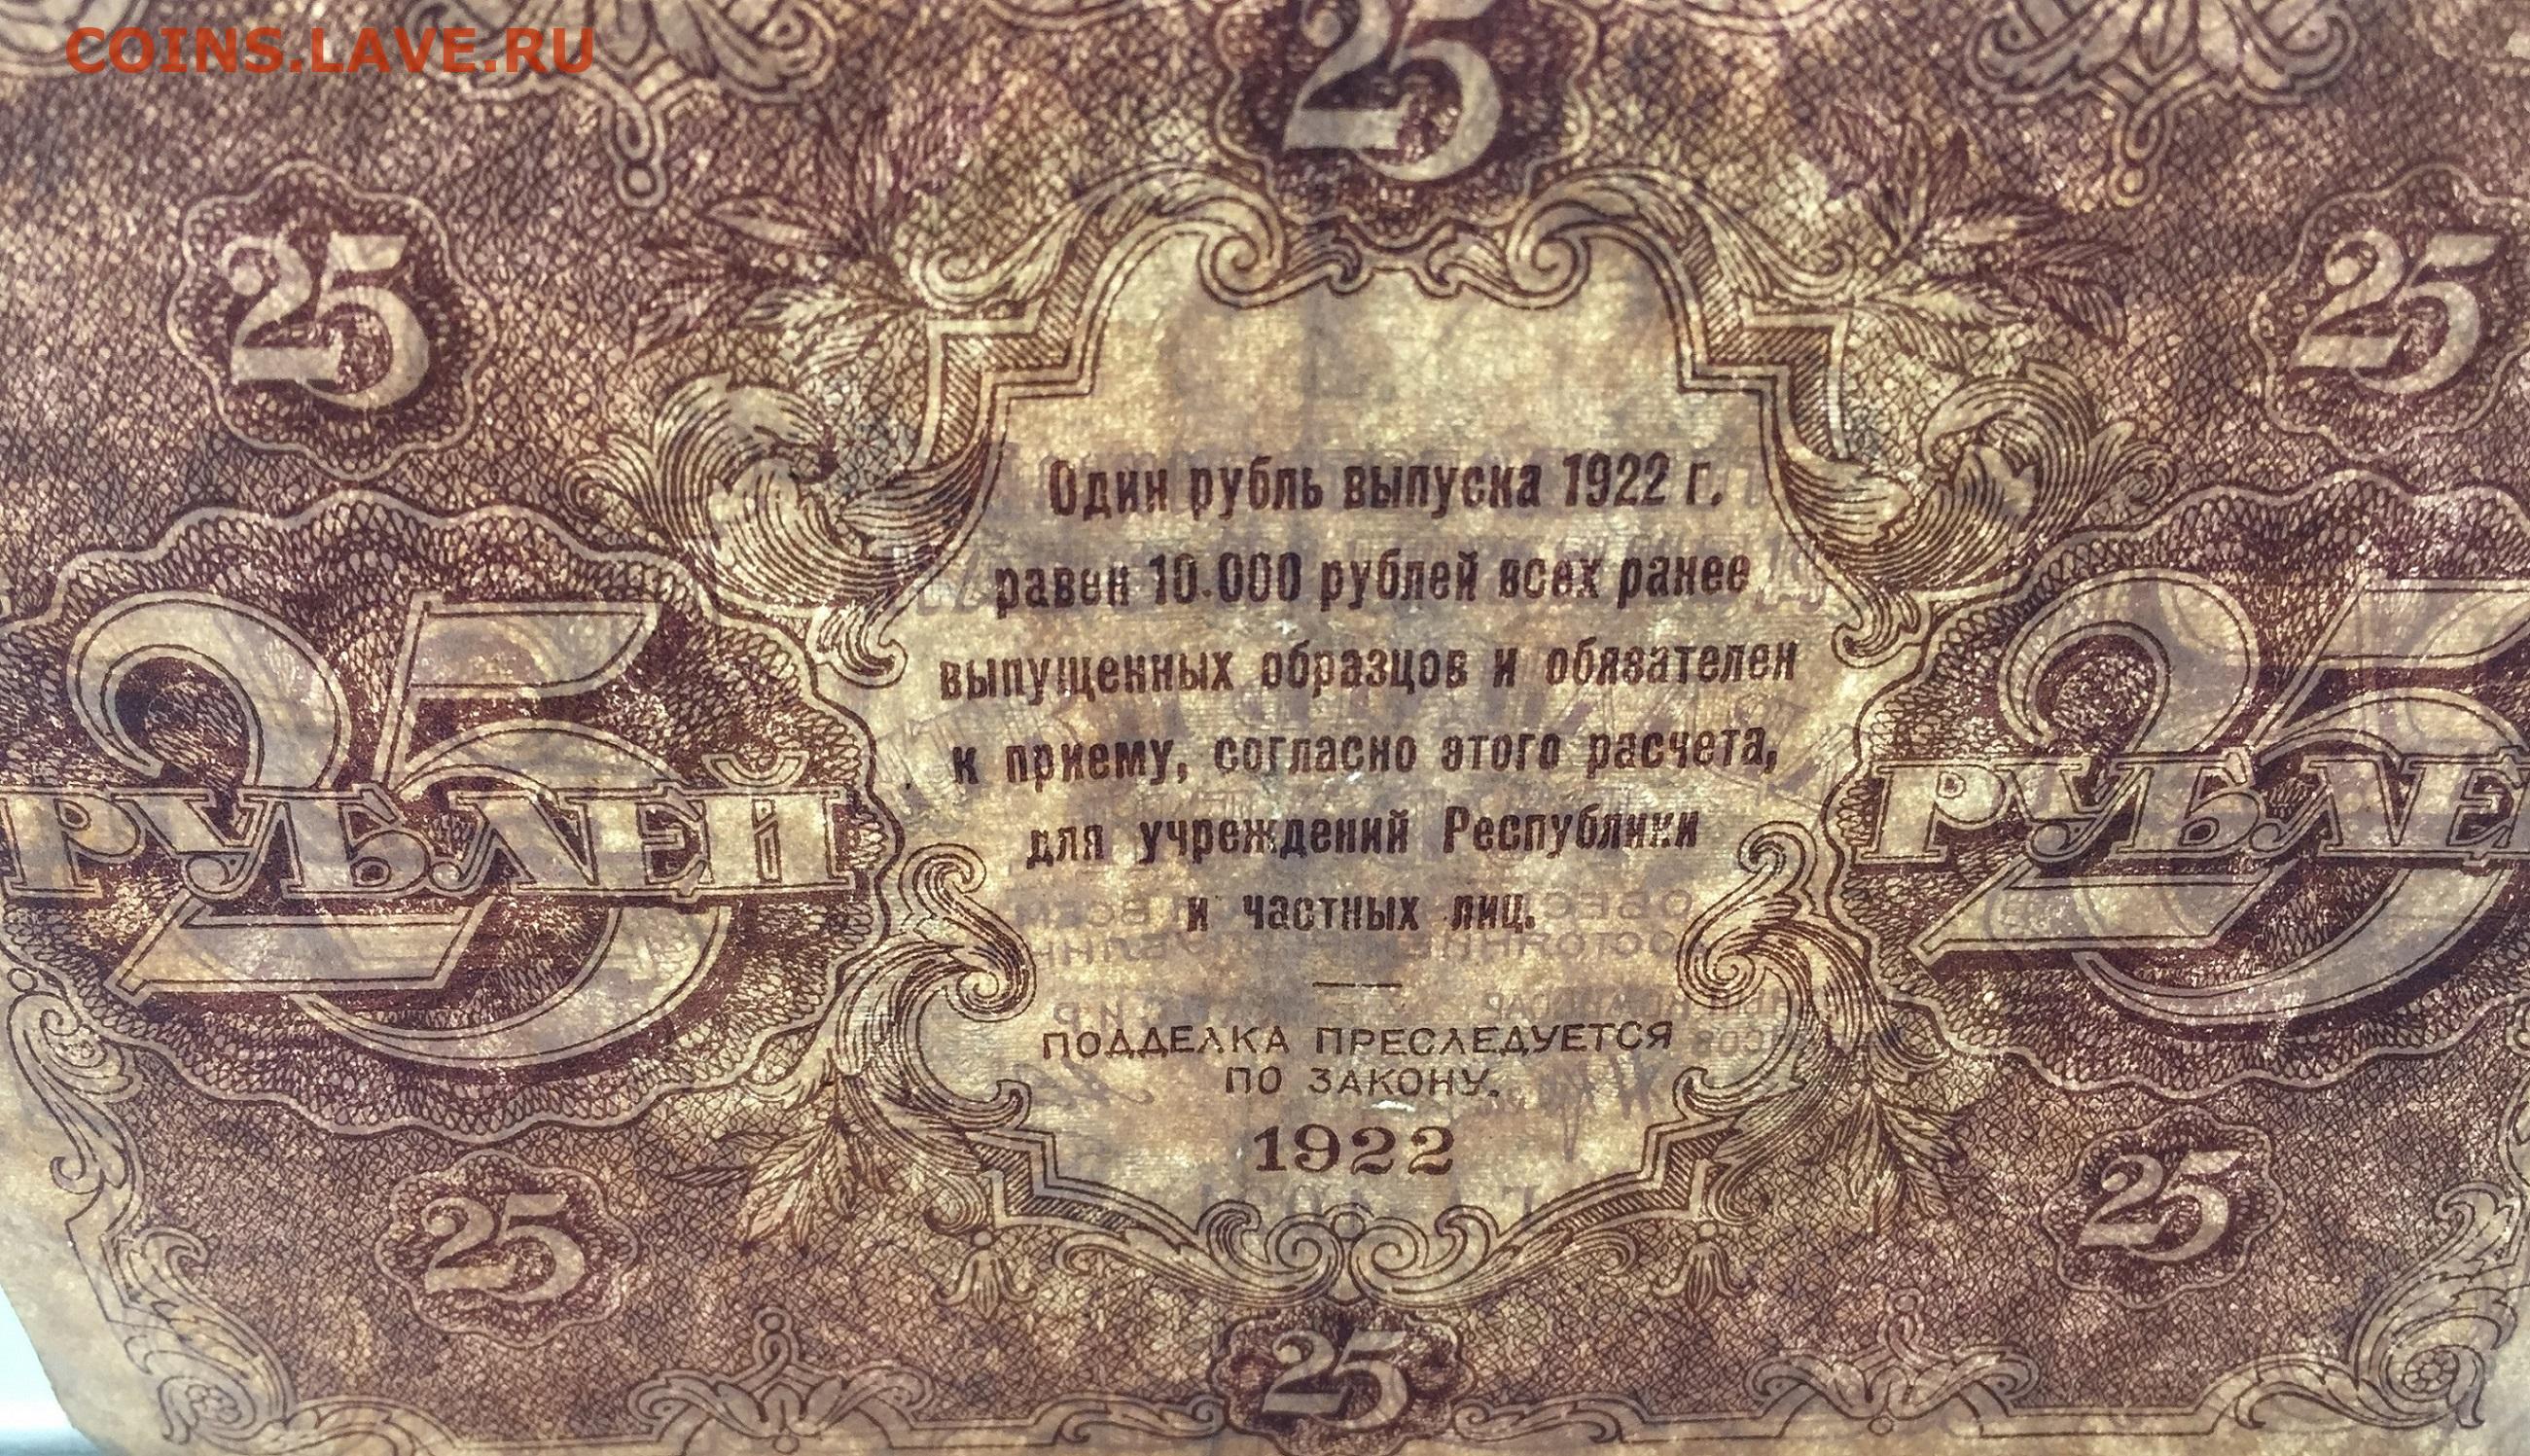 COINS.LAVE.RU
25
25
25
Один рубль выпуска 1922 г.
равен 10.000 рублей всех ранее
выпущенных образцов и обязателен
к приему, согласно этого расчета,
для учреждений Республики
и частных лиц.
25
РУБЛЕЙ
25
РУБЛЕ
ПОДДЕЛКА ПРЕСЛЕДУЕТСЯ
ПО ЗАКОНУ.
1922
25
25
25